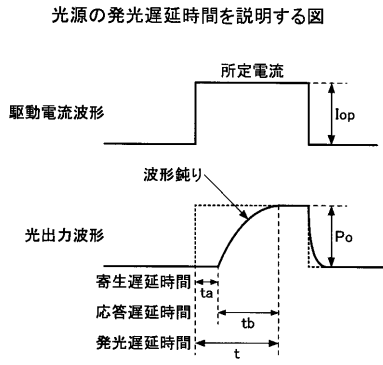 光源の発光遅延時間を説明する図
所定電流
駆動電流波形
Iop
波形鈍り
光出力波形
Po
寄生遅延時間
ta
応答遅延時間
tb
発光遅延時間
t